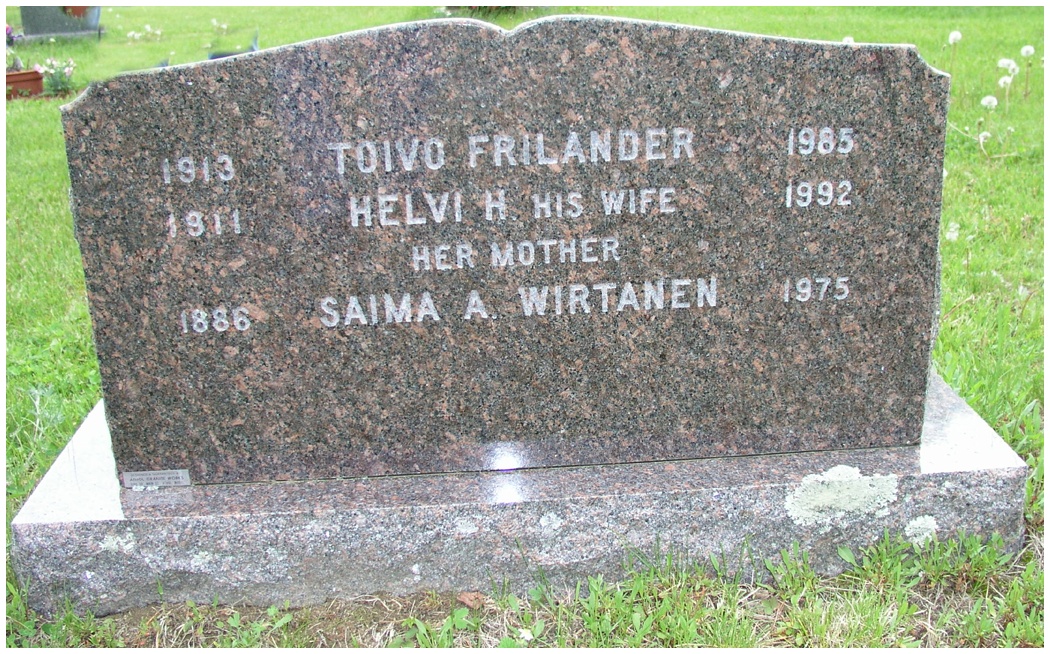 1913 TOIVO FRILANDER 1985
1911 HELVI H. HIS WIFE 1992
HER MOTHER
1886 SAIMA A. WIRTANEN 1975